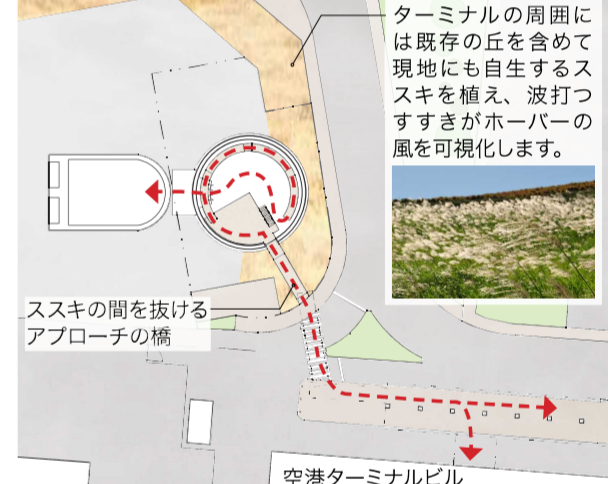 ターミナルの周囲に
は既存の丘を含めて
現地にも自生するス
スキを植え、波打つ
すすきがホーバーの
風を可視化します。
ススキの間を抜ける
アプローチの橋
空港ターミナルビル